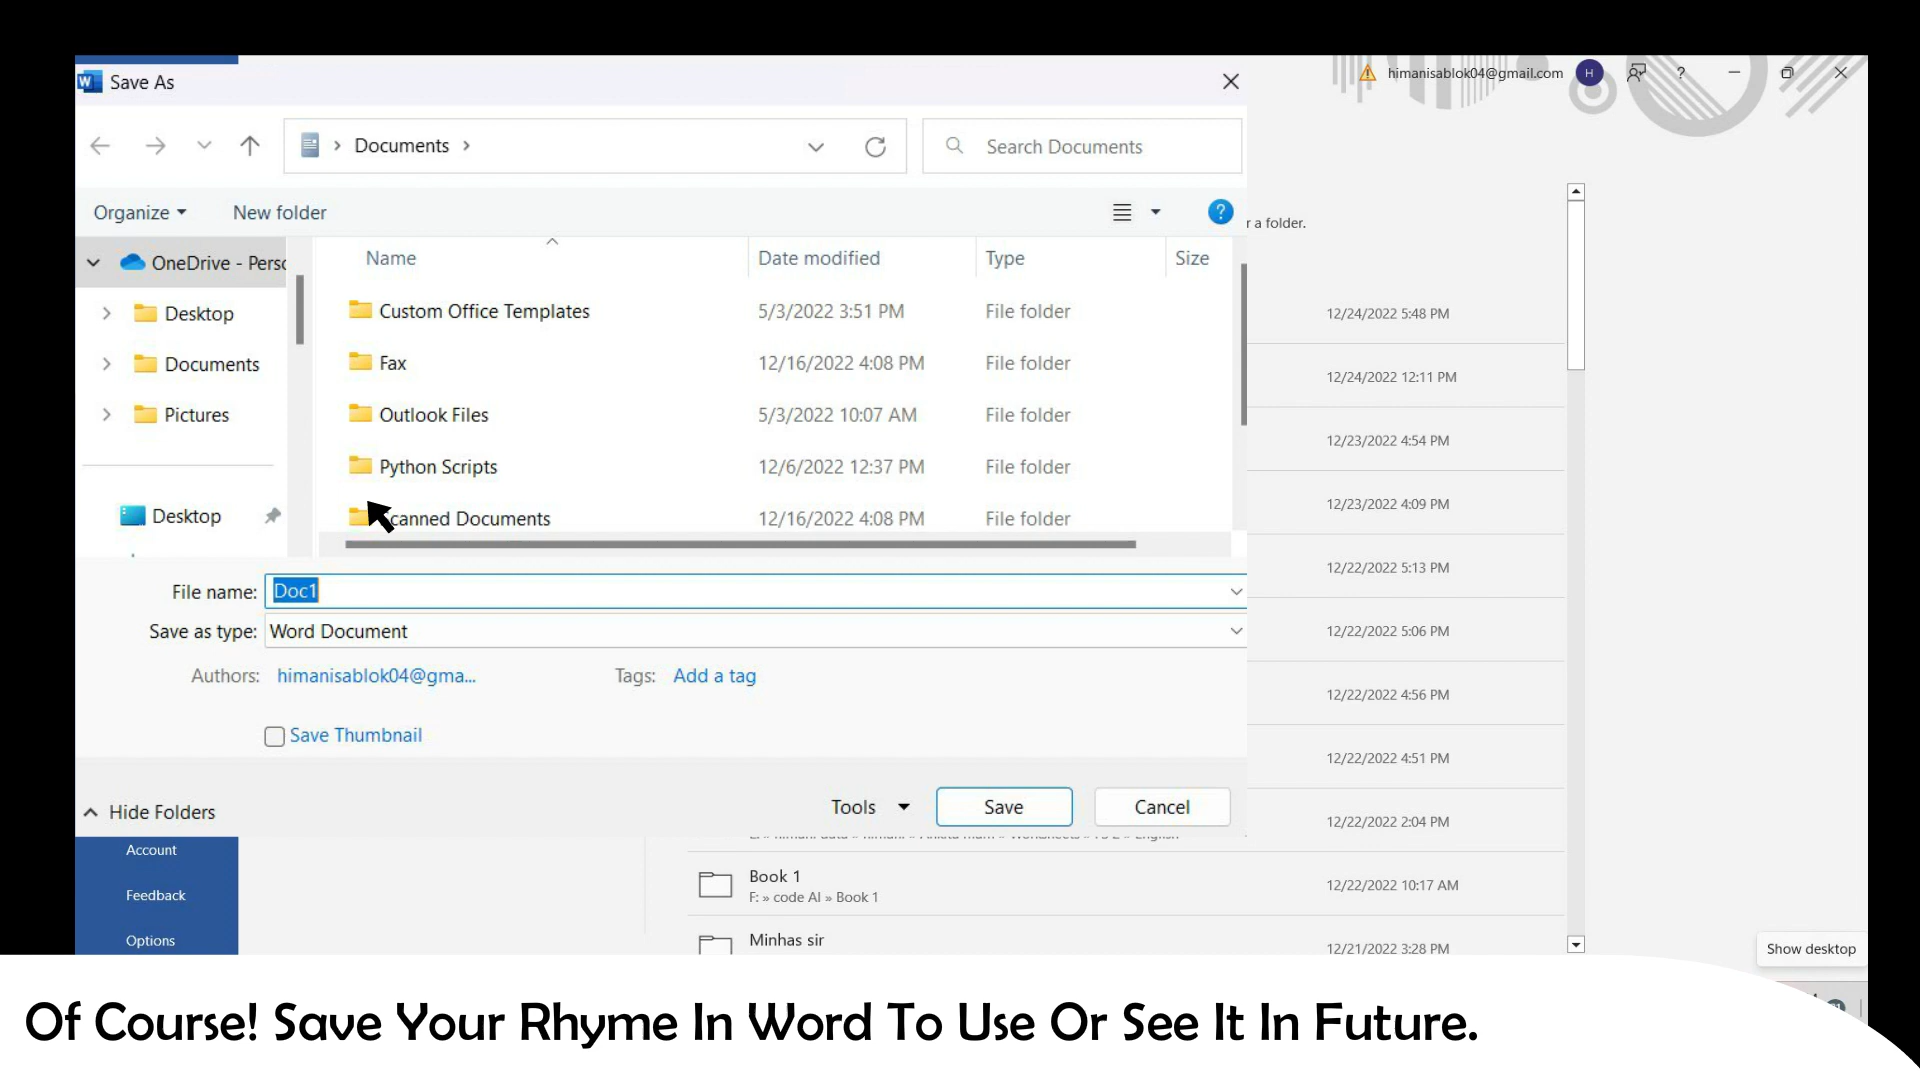 Save As
himanisablok04@gmail.com
H
?
Documents
Search Documents
Organize
New folder
?
r a folder.
OneDrive - Perso
Name
Date modified
Type
Size
Desktop
Custom Office Templates 5/3/2022 3:51 PM File folder
12/24/2022 5:48 PM
Documents
Fax 12/16/2022 4:08 PM File folder
12/24/2022 12:11 PM
Pictures
Outlook Files 5/3/2022 10:07 AM File folder
12/23/2022 4:54 PM
Python Scripts 12/6/2022 12:37 PM File folder
12/23/2022 4:09 PM
Desktop
canned Documents 12/16/2022 4:08 PM File folder
12/22/2022 5:13 PM
File name: Doc1
Save as type: Word Document
12/22/2022 5:06 PM
Authors: himanisablok04@gma...
Tags: Add a tag
12/22/2022 4:56 PM
Save Thumbnail
12/22/2022 4:51 PM
Hide Folders
Tools
Save
Cancel
12/22/2022 2:04 PM
Account
Book 1
F: » code AI » Book 1
12/22/2022 10:17 AM
Feedback
Options
Minhas sir
12/21/2022 3:28 PM
Show desktop
Of Course! Save Your Rhyme In Word To Use Or See It In Future.